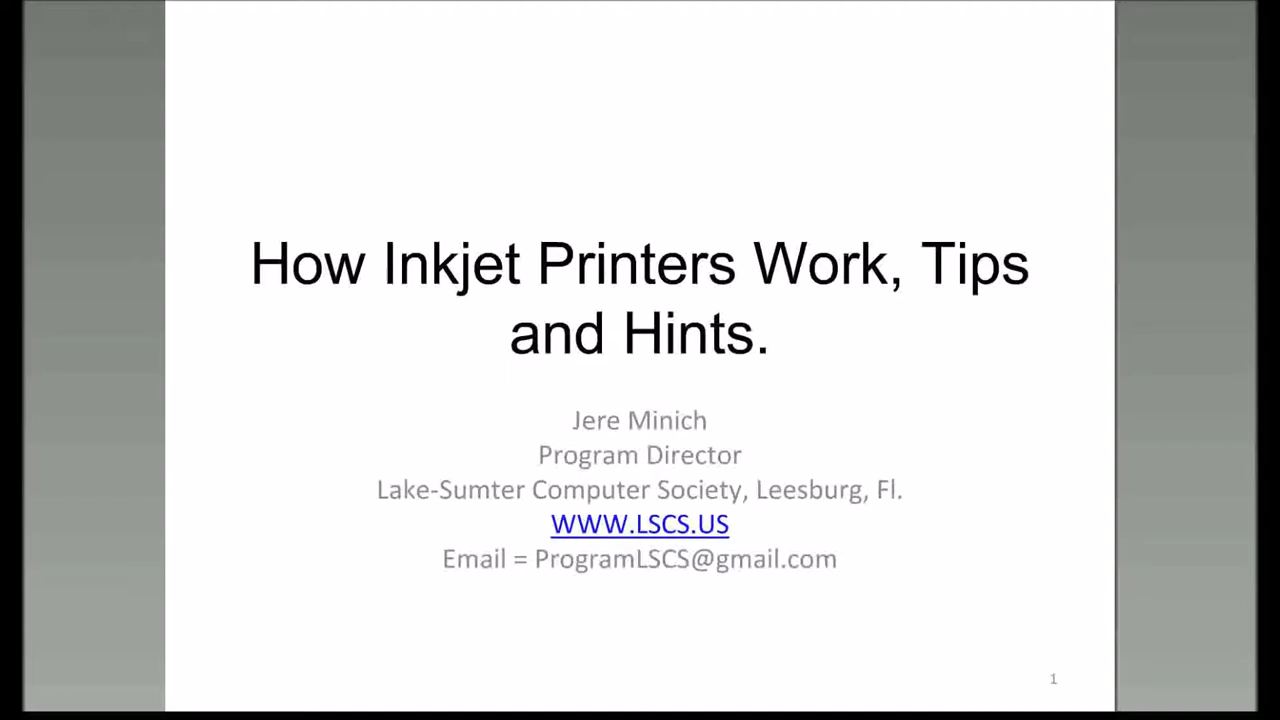 How Inkjet Printers Work, Tips
and Hints.
Jere Minich
Program Director
Lake-Sumter Computer Society, Leesburg, Fl.
WWW.LSCS.US
Email = ProgramLSCS@gmail.com
1